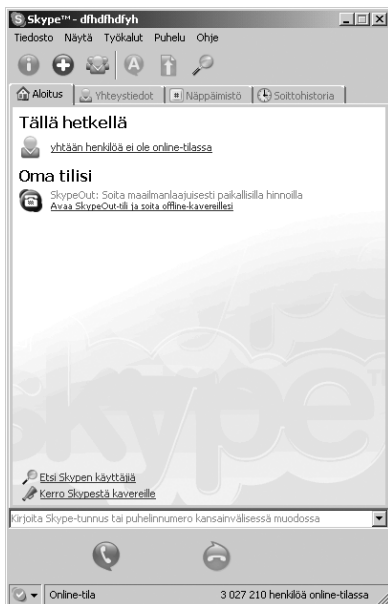 Skype™ - dfhdfhdfyh
Tiedosto Näytä Työkalut Puhelu Ohje
Aloitus Yhteystiedot Näppäimistö Soittohistoria
Tällä hetkellä
yhtään henkilöä ei ole online-tilassa
Oma tilisi
SkypeOut: Soita maailmanlaajuisesti paikallisilla hinnoilla
Avaa SkypeOut-tili ja soita offline-kavereillesi
skype
Etsi Skypen käyttäjiä
Kerro Skypestä kavereille
Kirjoita Skype-tunnus tai puhelinnumero kansainvälisessä muodossa
Online-tila 3 027 210 henkilöä online-tilassa